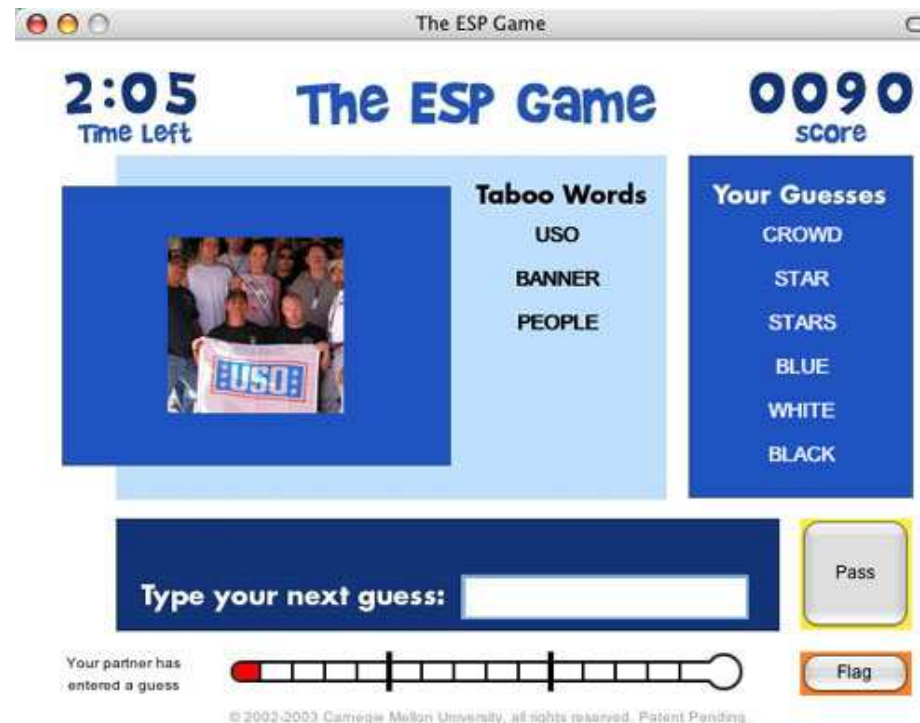 The ESP Game
2:05
Time Left
The ESP Game
0090
score
Taboo Words
USO
BANNER
PEOPLE
Your Guesses
CROWD
STAR
STARS
BLUE
WHITE
BLACK
USO
Type your next guess:
Pass
Your partner has
entered a guess
Flag
© 2002-2003 Carnegie Mellon University, all rights reserved. Patent Pending.